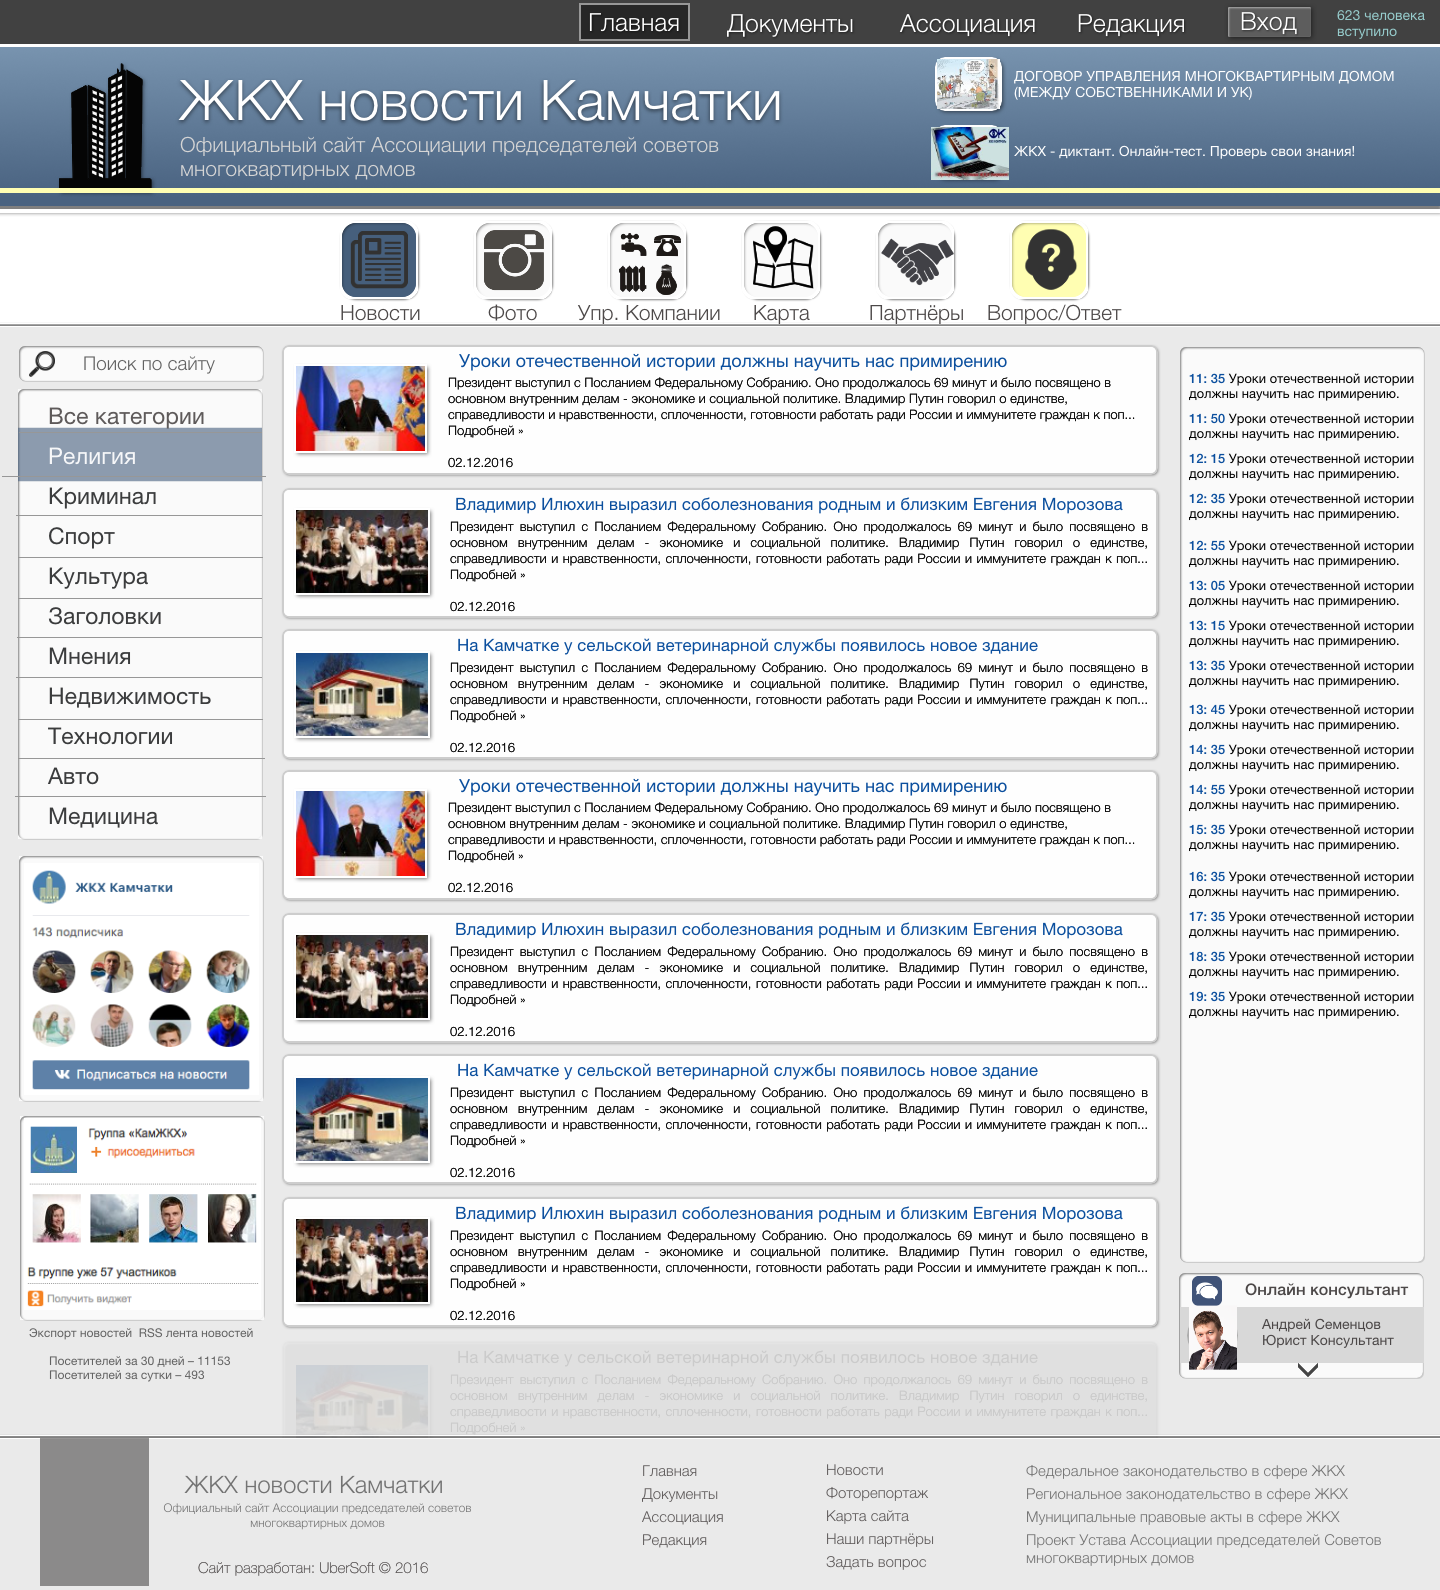 Главная
Документы
Ассоциация
Редакция
Вход
623 человека
вступило
ЖКХ новости Камчатки
Официальный сайт Ассоциации председателей советов
многоквартирных домов
ДОГОВОР УПРАВЛЕНИЯ МНОГОКВАРТИРНЫМ ДОМОМ
(МЕЖДУ СОБСТВЕННИКАМИ И УК)
ФК
ЖКХ - диктант. Онлайн-тест. Проверь свои знания!
Новости
Фото
Упр. Компании
Карта
Партнёры
?
Вопрос/Ответ
Поиск по сайту
Все категории
Религия
Криминал
Спорт
Культура
Заголовки
Мнения
Недвижимость
Технологии
Авто
Медицина
ЖКХ Камчатки
143 подписчика
Подписаться на новости
Группа «КамЖКХ»
+ присоединиться
В группе уже 57 участников
Получить виджет
Экспорт новостей RSS лента новостей
Посетителей за 30 дней – 11153
Посетителей за сутки – 493
Уроки отечественной истории должны научить нас примирению
Президент выступил с Посланием Федеральному Собранию. Оно продолжалось 69 минут и было посвящено в
основном внутренним делам - экономике и социальной политике. Владимир Путин говорил о единстве,
справедливости и нравственности, сплоченности, готовности работать ради России и иммунитете граждан к поп...
Подробней »
02.12.2016
Владимир Илюхин выразил соболезнования родным и близким Евгения Морозова
Президент выступил с Посланием Федеральному Собранию. Оно продолжалось 69 минут и было посвящено в
основном внутренним делам - экономике и социальной политике. Владимир Путин говорил о единстве,
справедливости и нравственности, сплоченности, готовности работать ради России и иммунитете граждан к поп...
Подробней »
02.12.2016
На Камчатке у сельской ветеринарной службы появилось новое здание
Президент выступил с Посланием Федеральному Собранию. Оно продолжалось 69 минут и было посвящено в
основном внутренним делам - экономике и социальной политике. Владимир Путин говорил о единстве,
справедливости и нравственности, сплоченности, готовности работать ради России и иммунитете граждан к поп...
Подробней »
02.12.2016
Уроки отечественной истории должны научить нас примирению
Президент выступил с Посланием Федеральному Собранию. Оно продолжалось 69 минут и было посвящено в
основном внутренним делам - экономике и социальной политике. Владимир Путин говорил о единстве,
справедливости и нравственности, сплоченности, готовности работать ради России и иммунитете граждан к поп...
Подробней »
02.12.2016
Владимир Илюхин выразил соболезнования родным и близким Евгения Морозова
Президент выступил с Посланием Федеральному Собранию. Оно продолжалось 69 минут и было посвящено в
основном внутренним делам - экономике и социальной политике. Владимир Путин говорил о единстве,
справедливости и нравственности, сплоченности, готовности работать ради России и иммунитете граждан к поп...
Подробней »
02.12.2016
На Камчатке у сельской ветеринарной службы появилось новое здание
Президент выступил с Посланием Федеральному Собранию. Оно продолжалось 69 минут и было посвящено в
основном внутренним делам - экономике и социальной политике. Владимир Путин говорил о единстве,
справедливости и нравственности, сплоченности, готовности работать ради России и иммунитете граждан к поп...
Подробней »
02.12.2016
Владимир Илюхин выразил соболезнования родным и близким Евгения Морозова
Президент выступил с Посланием Федеральному Собранию. Оно продолжалось 69 минут и было посвящено в
основном внутренним делам - экономике и социальной политике. Владимир Путин говорил о единстве,
справедливости и нравственности, сплоченности, готовности работать ради России и иммунитете граждан к поп...
Подробней »
02.12.2016
На Камчатке у сельской ветеринарной службы появилось новое здание
Президент выступил с Посланием Федеральному Собранию. Оно продолжалось 69 минут и было посвящено в
основном внутренним делам - экономике и социальной политике. Владимир Путин говорил о единстве,
справедливости и нравственности, сплоченности, готовности работать ради России и иммунитете граждан к поп...
Подробней »
11: 35 Уроки отечественной истории
должны научить нас примирению.
11: 50 Уроки отечественной истории
должны научить нас примирению.
12: 15 Уроки отечественной истории
должны научить нас примирению.
12: 35 Уроки отечественной истории
должны научить нас примирению.
12: 55 Уроки отечественной истории
должны научить нас примирению.
13: 05 Уроки отечественной истории
должны научить нас примирению.
13: 15 Уроки отечественной истории
должны научить нас примирению.
13: 35 Уроки отечественной истории
должны научить нас примирению.
13: 45 Уроки отечественной истории
должны научить нас примирению.
14: 35 Уроки отечественной истории
должны научить нас примирению.
14: 55 Уроки отечественной истории
должны научить нас примирению.
15: 35 Уроки отечественной истории
должны научить нас примирению.
16: 35 Уроки отечественной истории
должны научить нас примирению.
17: 35 Уроки отечественной истории
должны научить нас примирению.
18: 35 Уроки отечественной истории
должны научить нас примирению.
19: 35 Уроки отечественной истории
должны научить нас примирению.
Онлайн консультант
Андрей Семенцов
Юрист Консультант
ЖКХ новости Камчатки
Официальный сайт Ассоциации председателей советов
многоквартирных домов
Сайт разработан: UberSoft © 2016
Главная
Документы
Ассоциация
Редакция
Новости
Фоторепортаж
Карта сайта
Наши партнёры
Задать вопрос
Федеральное законодательство в сфере ЖКХ
Региональное законодательство в сфере ЖКХ
Муниципальные правовые акты в сфере ЖКХ
Проект Устава Ассоциации председателей Советов
многоквартирных домов